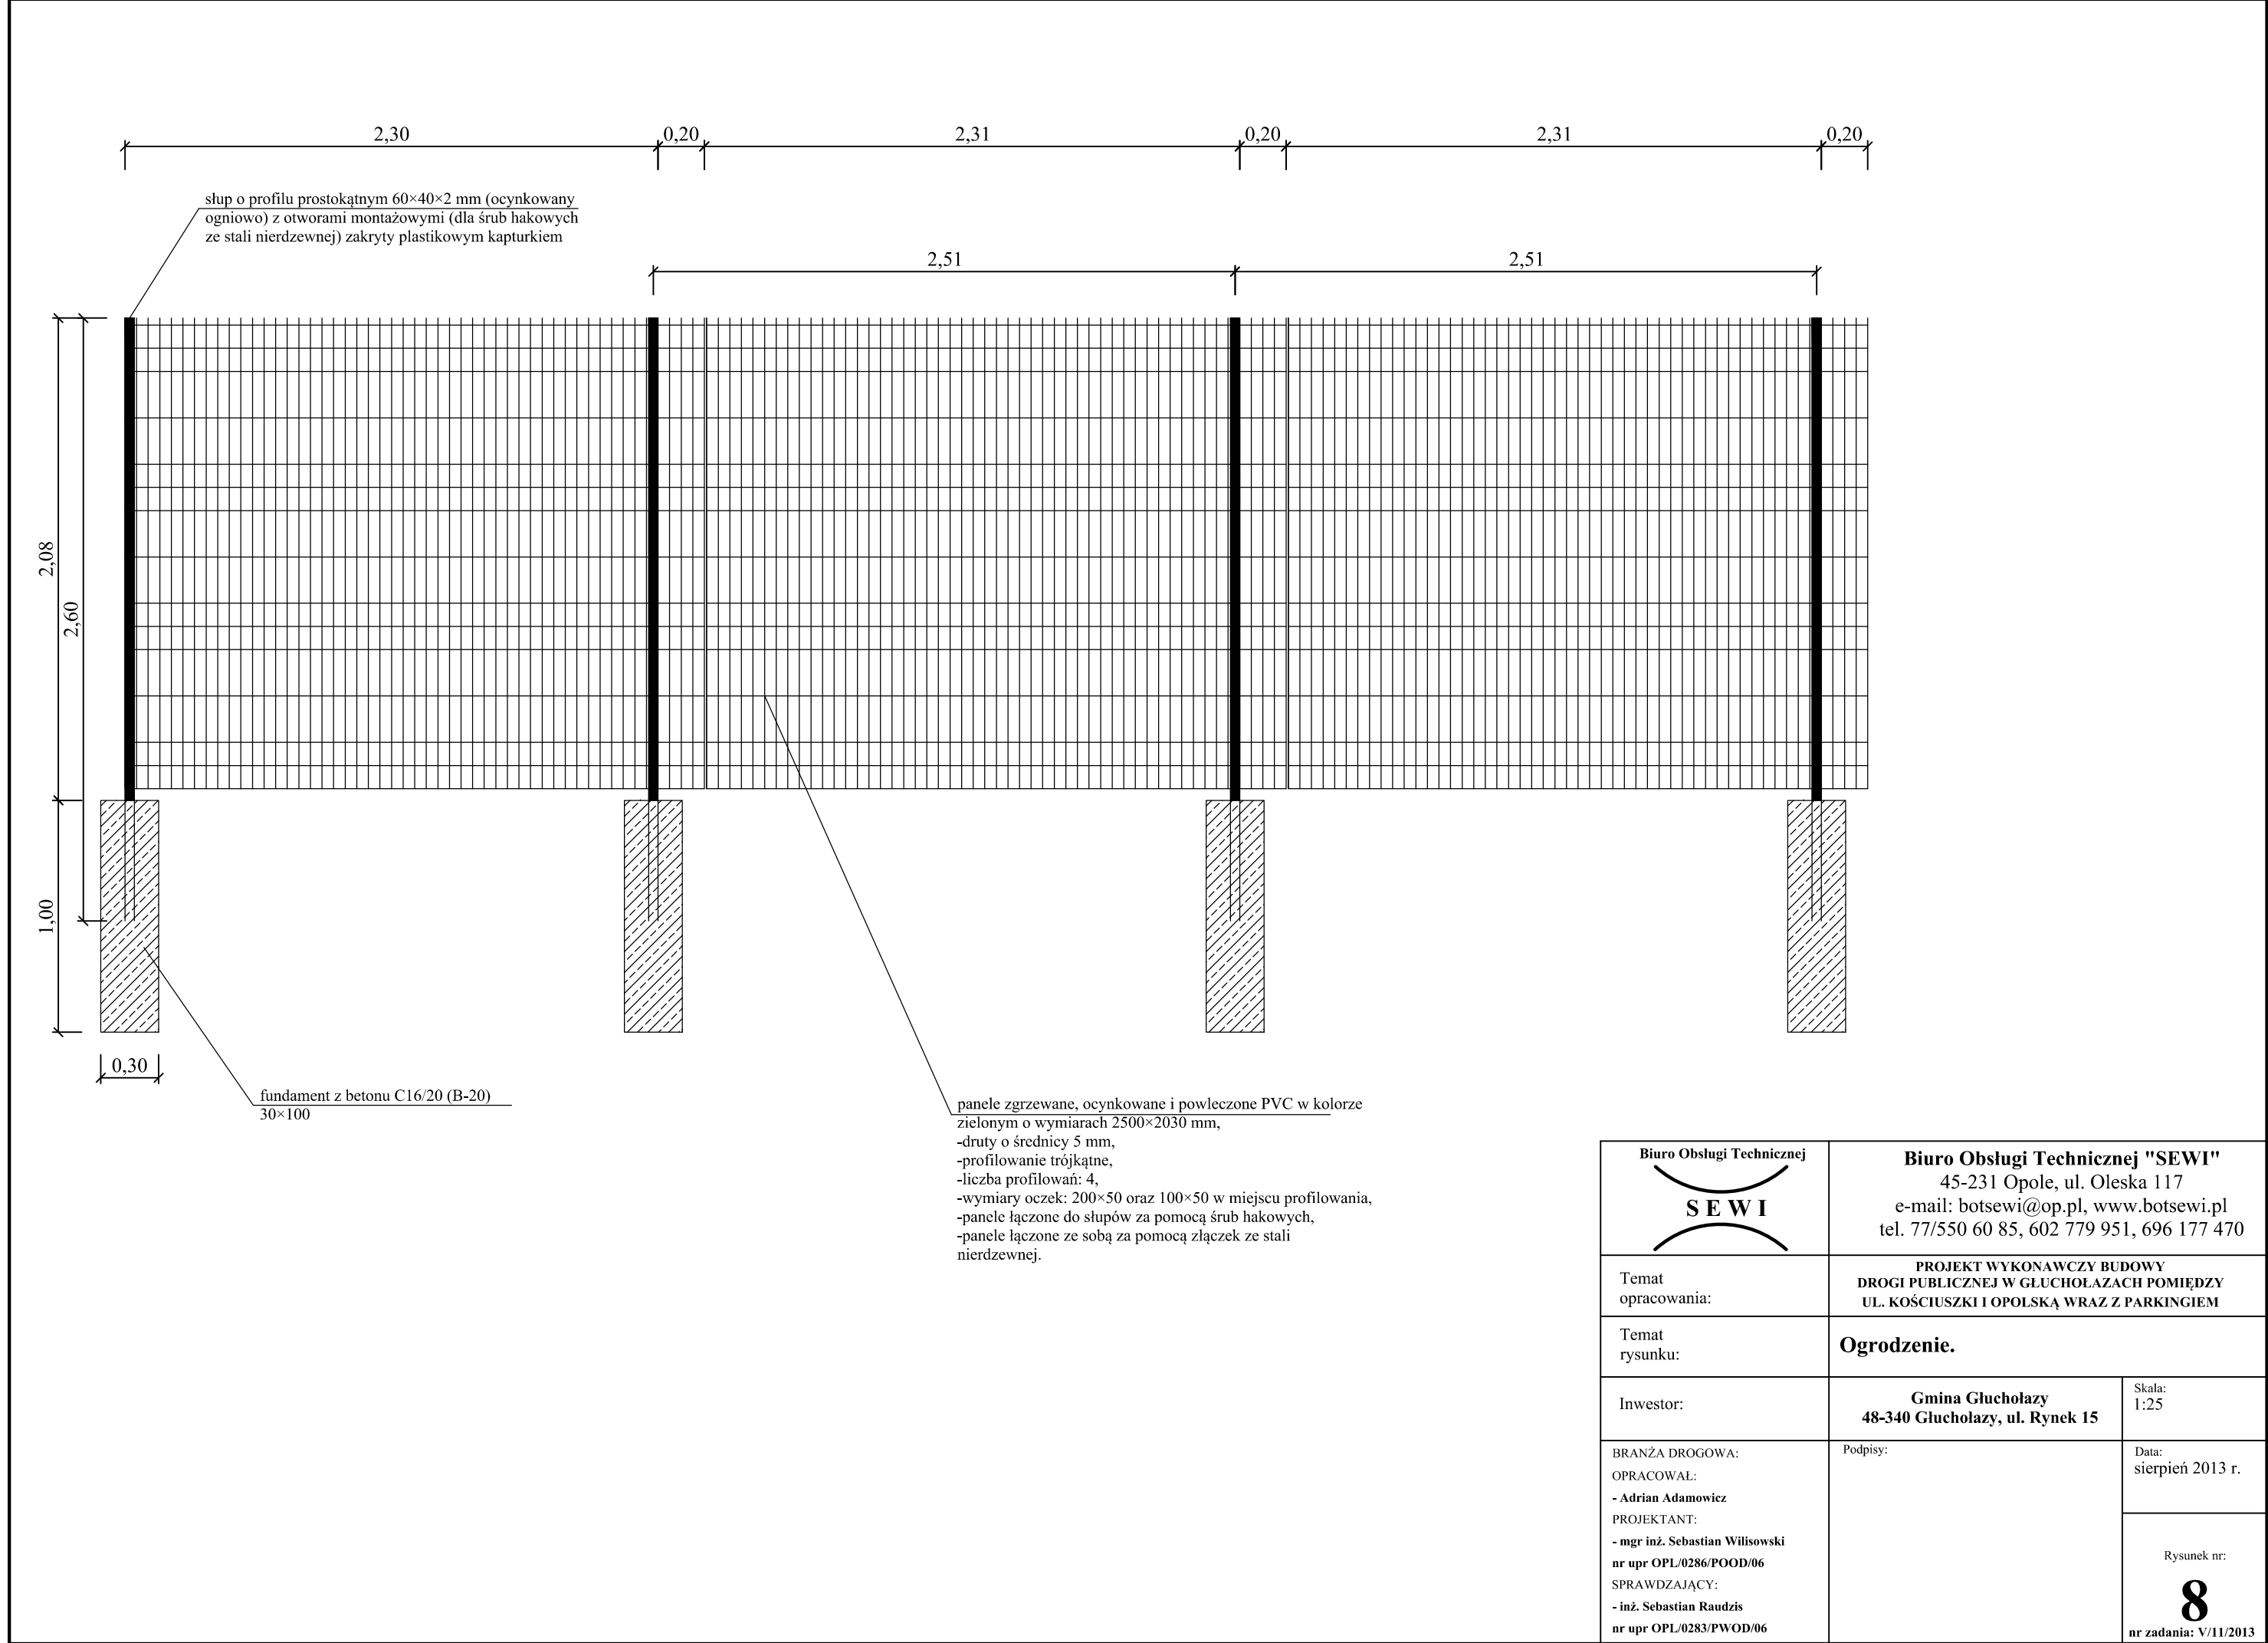 2,30
0,20
2,31
0,20
2,31
0,20
słup o profilu prostokątnym 60×40×2 mm (ocynkowany
ogniowo) z otworami montażowymi (dla śrub hakowych
ze stali nierdzewnej) zakryty plastikowym kapturkiem
2,51
2,51
2,08
2,60
1,00
0,30
fundament z betonu C16/20 (B-20)
30×100
panele zgrzewane, ocynkowane i powleczone PVC w kolorze
zielonym o wymiarach 2500×2030 mm,
-druty o średnicy 5 mm,
-profilowanie trójkątne,
-liczba profilowań: 4,
-wymiary oczek: 200×50 oraz 100×50 w miejscu profilowania,
-panele łączone do słupów za pomocą śrub hakowych,
-panele łączone ze sobą za pomocą złączek ze stali
nierdzewnej.
Biuro Obsługi Technicznej
S E W I
Biuro Obsługi Technicznej "SEWI"
45-231 Opole, ul. Oleska 117
e-mail: botsewi@op.pl, www.botsewi.pl
tel. 77/550 60 85, 602 779 951, 696 177 470
Temat
opracowania:
PROJEKT WYKONAWCZY BUDOWY
DROGI PUBLICZNEJ W GŁUCHOŁAZACH POMIĘDZY
UL. KOŚCIUSZKI I OPOLSKĄ WRAZ Z PARKINGIEM
Temat
rysunku:
Ogrodzenie.
Inwestor:
Gmina Głuchołazy
48-340 Głuchołazy, ul. Rynek 15
Skala:
1:25
BRANŻA DROGOWA:
OPRACOWAŁ:
- Adrian Adamowicz
PROJEKTANT:
- mgr inż. Sebastian Wilisowski
nr upr OPL/0286/POOD/06
SPRAWDZAJĄCY:
- inż. Sebastian Raudzis
nr upr OPL/0283/PWOD/06
Podpisy:
Data:
sierpień 2013 r.
Rysunek nr:
8
nr zadania: V/11/2013